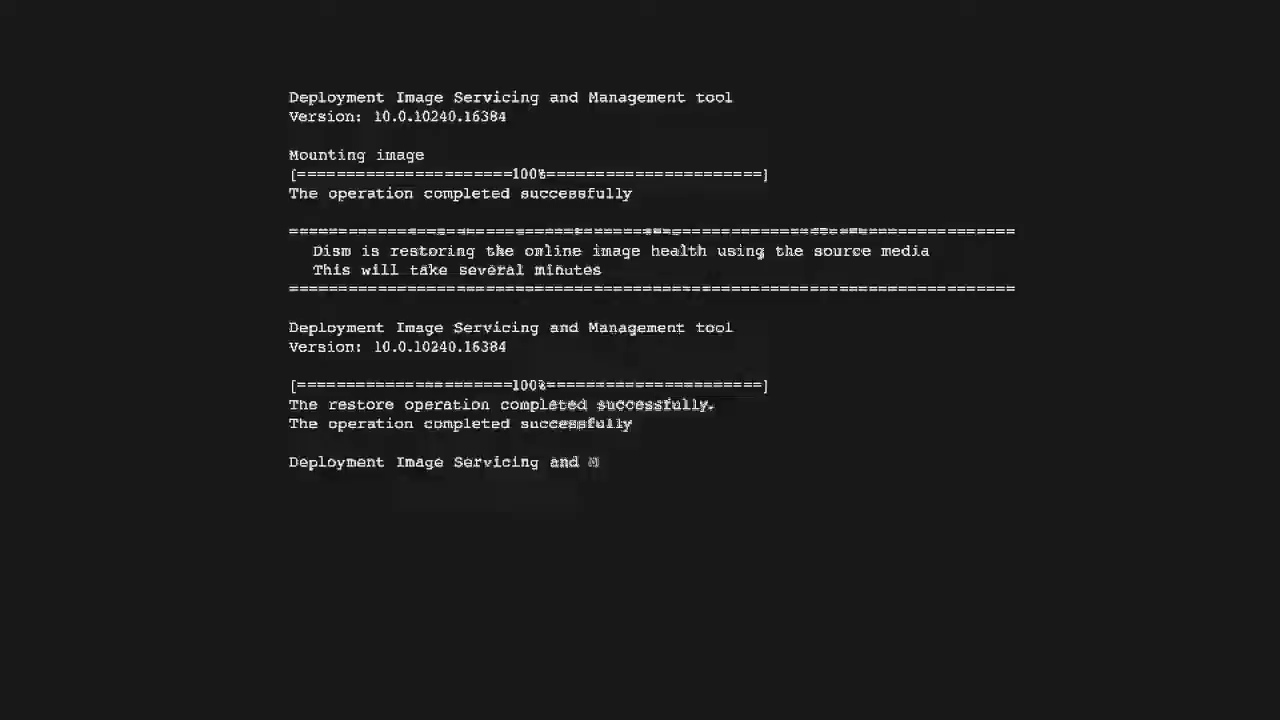 Deployment Image Servicing and Management tool
Version: 10.0.10240.16384
Mounting image
[======================100%======================]
The operation completed successfully
===========================================================================
Dism is restoring the online image health using the source media
This will take several minutes
===========================================================================
Deployment Image Servicing and Management tool
Version: 10.0.10240.16384
[======================100%======================]
The restore operation completed successfully.
The operation completed successfully
Deployment Image Servicing and M